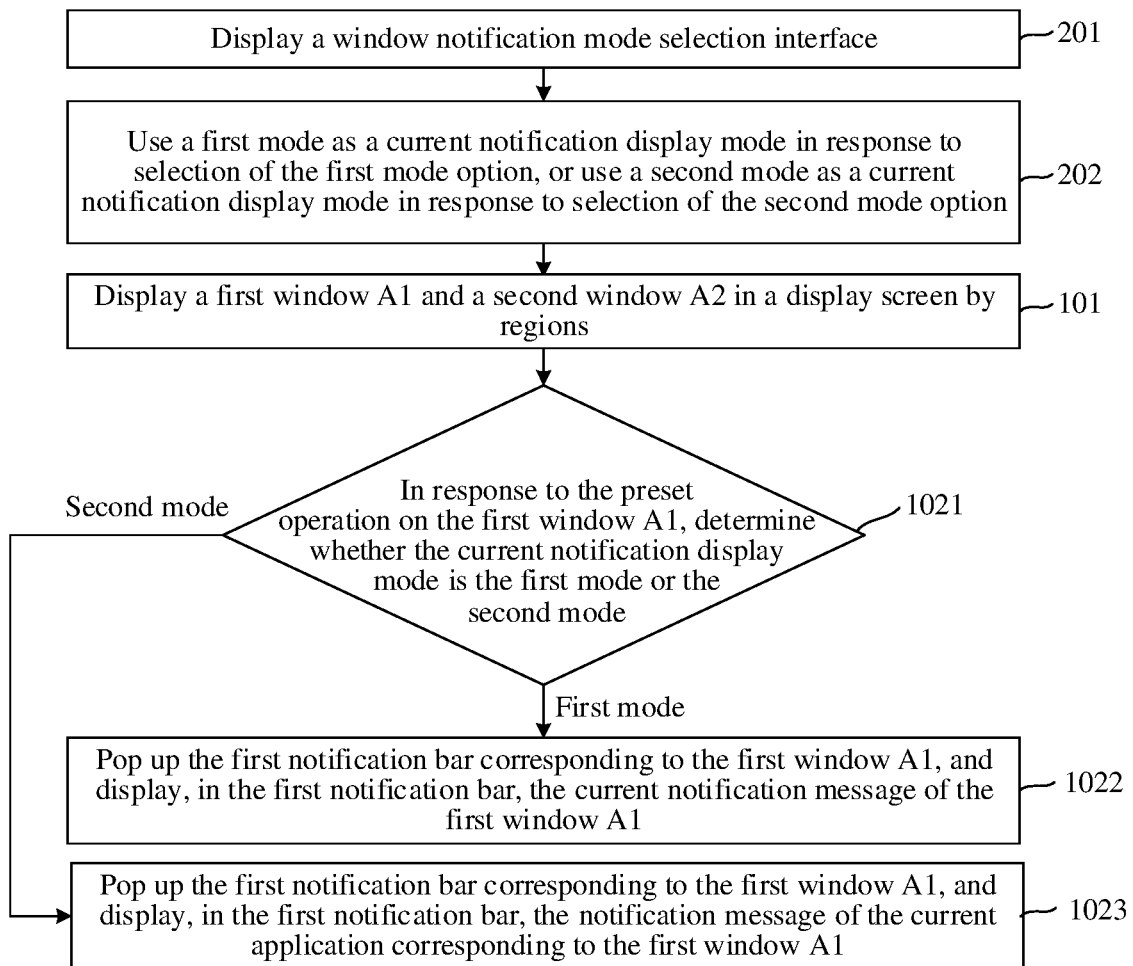 Display a window notification mode selection interface
201
Use a first mode as a current notification display mode in response to
selection of the first mode option, or use a second mode as a current
notification display mode in response to selection of the second mode option
202
Display a first window A1 and a second window A2 in a display screen by
regions
101
Second mode
In response to the preset
operation on the first window A1, determine
whether the current notification display
mode is the first mode or the
second mode
1021
First mode
Pop up the first notification bar corresponding to the first window A1, and
display, in the first notification bar, the current notification message of the
first window A1
1022
Pop up the first notification bar corresponding to the first window A1, and
display, in the first notification bar, the notification message of the current
application corresponding to the first window A1
1023